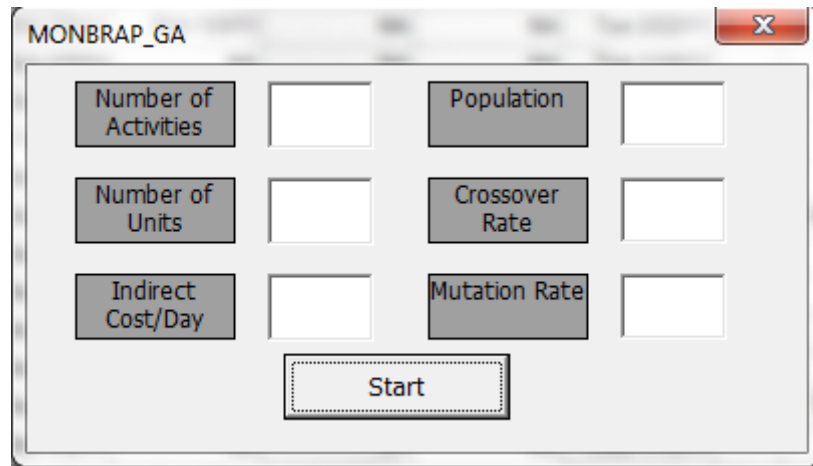 MONBRAP_GA
Number of
Activities
Population
Number of
Units
Crossover
Rate
Indirect
Cost/Day
Mutation Rate
Start